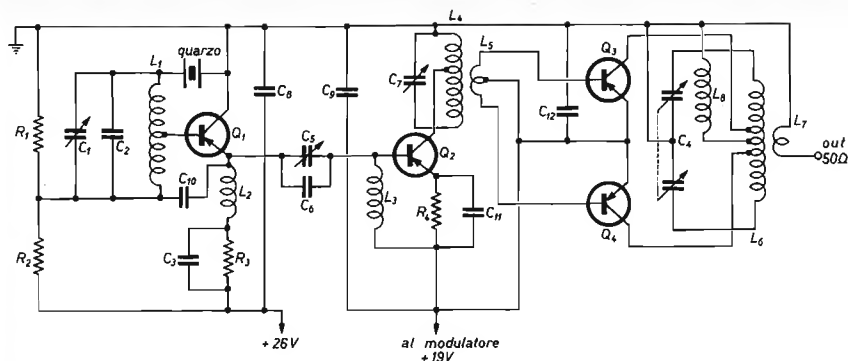 L4
quarzo
L1
L5
Q3
C8
C9
C7
C12
L8
L7
R1
C1
C2
Q1
C5
Q2
C4
out
50Ω
C10
L2
C6
L3
R4
C11
Q4
L6
R2
C3
R3
+26V
al modulatore
+19V